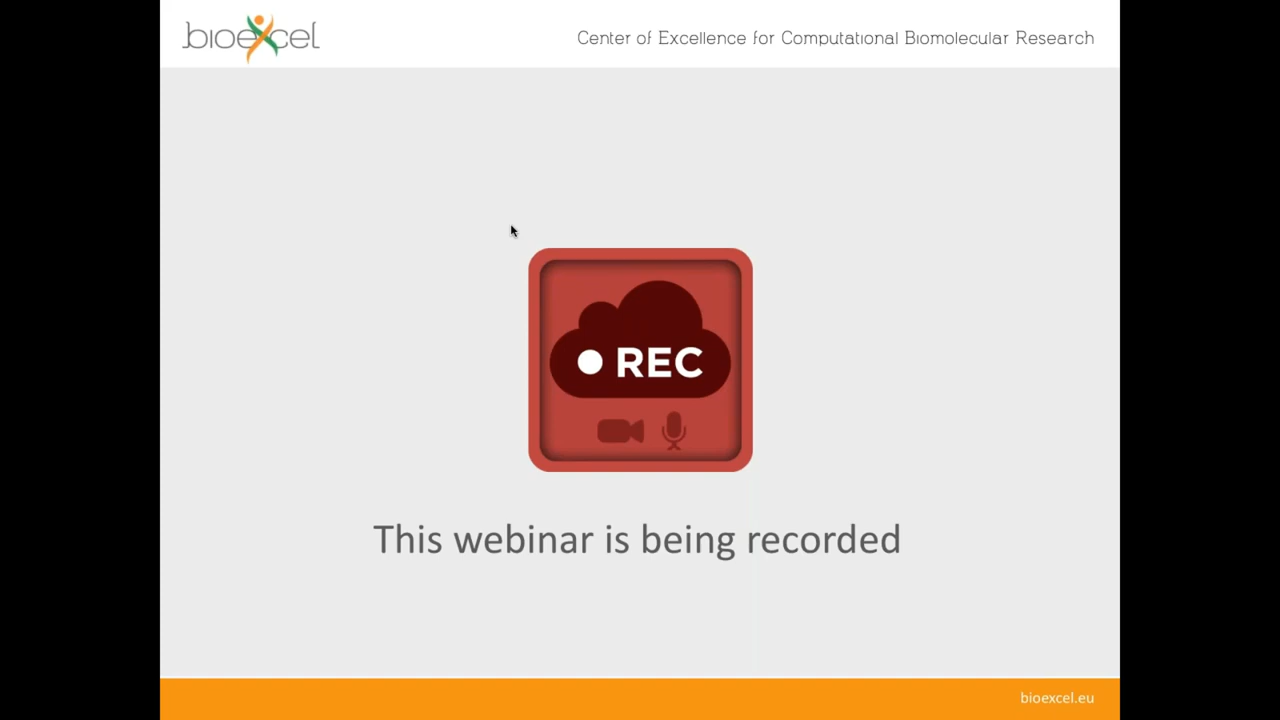 bioexcel
Center of Excellence for Computational Biomolecular Research
REC
This webinar is being recorded
bioexcel.eu